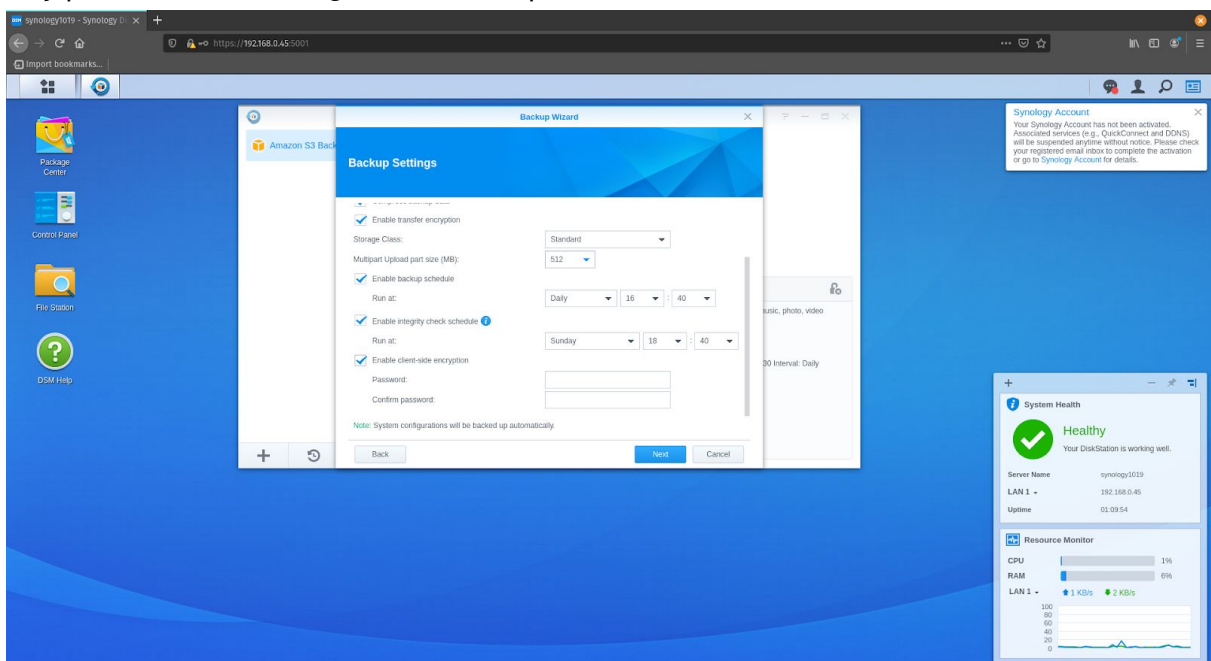 synology1019 - Synology Di
https://192.168.0.45:5001
Import bookmarks...
Package
Center
Control Panel
File Station
DSM Help
Amazon S3 Back
Backup Wizard
Backup Settings
Enable transfer encryption
Storage Class: Standard
Multipart Upload part size (MB): 512
Enable backup schedule
Run at: Daily 16 : 40
Enable integrity check schedule
Run at: Sunday 18 : 40
Enable client-side encryption
Password:
Confirm password:
Note: System configurations will be backed up automatically.
Back Next Cancel
photo, video
30 Interval: Daily
Synology Account
Your Synology Account has not been activated.
Associated services (e.g., QuickConnect and DDNS)
will be suspended anytime without notice. Please check
your registered email inbox to complete the activation
or go to Synology Account for details.
System Health
Healthy
Your DiskStation is working well.
Server Name synology1019
LAN 1 192.168.0.45
Uptime 01:09:54
Resource Monitor
CPU 1%
RAM 6%
LAN 1 1 KB/s 2 KB/s
100
80
60
40
20
0